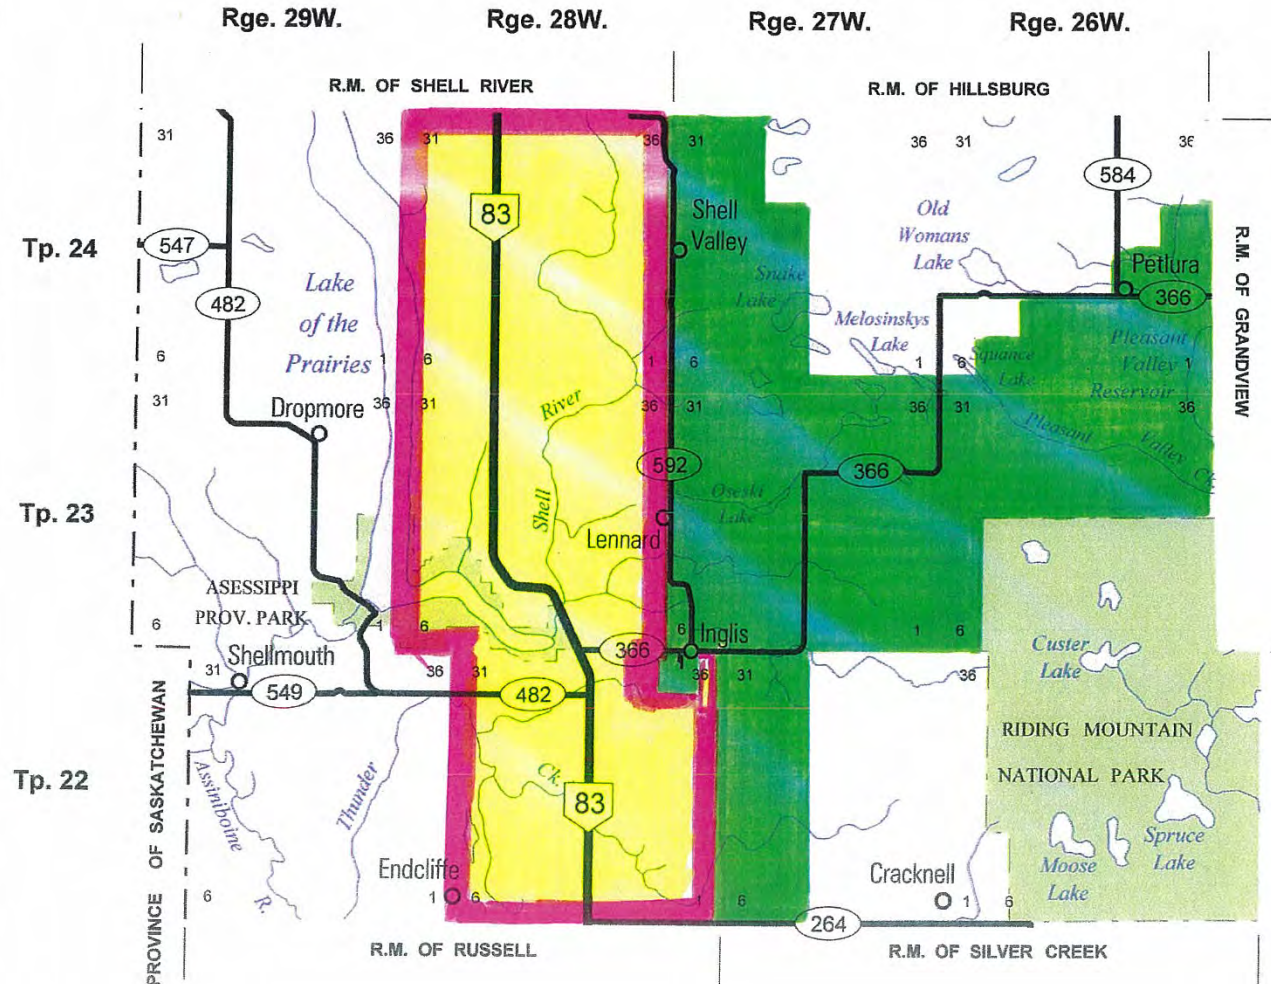 Rge. 29W. Rge. 28W. Rge. 27W. Rge. 26W.
R.M. OF SHELL RIVER
R.M. OF HILLSBURG
31 36 31 36 31 36 31 36
584
83
Shell
Valley
Old
Womans
Lake
Tp. 24
547
Petlura
R.M. OF GRANDVIEW
482
Lake
of the
Prairies
Snake
Lake
366
Melosinskys
Lake
Squance
Lake
Pleasant
Valley
Reservoir
6 1 6 1 6 1 6 1
31 36 31 36 31 36 31 36
Dropmore
River
Pleasant
Valley
Ck.
592
366
Shell
Oseski
Lake
Tp. 23
Lennard
ASESSIPPI
PROV. PARK
6 1 6 6 1 6
366
Inglis
Custer
Lake
Shellmouth
31 36 31 36 31 36
549
482
RIDING MOUNTAIN
NATIONAL PARK
Tp. 22
PROVINCE OF SASKATCHEWAN
Assiniboine
R.
Thunder
Ck.
83
Spruce
Lake
Moose
Lake
Endcliffe
Cracknell
6 1 6 1 6 1 6
264
R.M. OF RUSSELL
R.M. OF SILVER CREEK